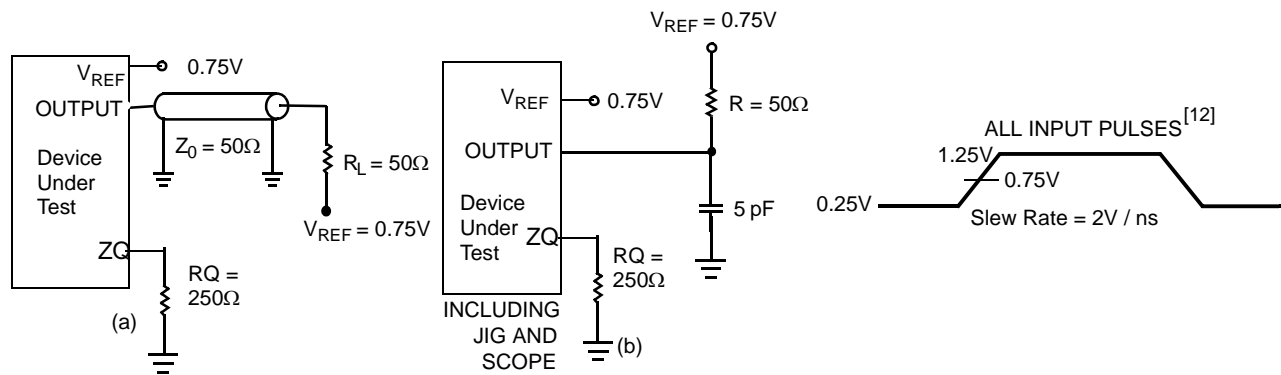 V_REF 0.75V
OUTPUT
Z_0 = 50Ω
Device
Under
Test
R_L = 50Ω
V_REF = 0.75V
ZQ
RQ =
250Ω
(a)
V_REF = 0.75V
R = 50Ω
V_REF 0.75V
OUTPUT
Device
Under
Test
ZQ
5 pF
RQ =
250Ω
INCLUDING
JIG AND
SCOPE
(b)
ALL INPUT PULSES[12]
1.25V
0.75V
0.25V
Slew Rate = 2V / ns